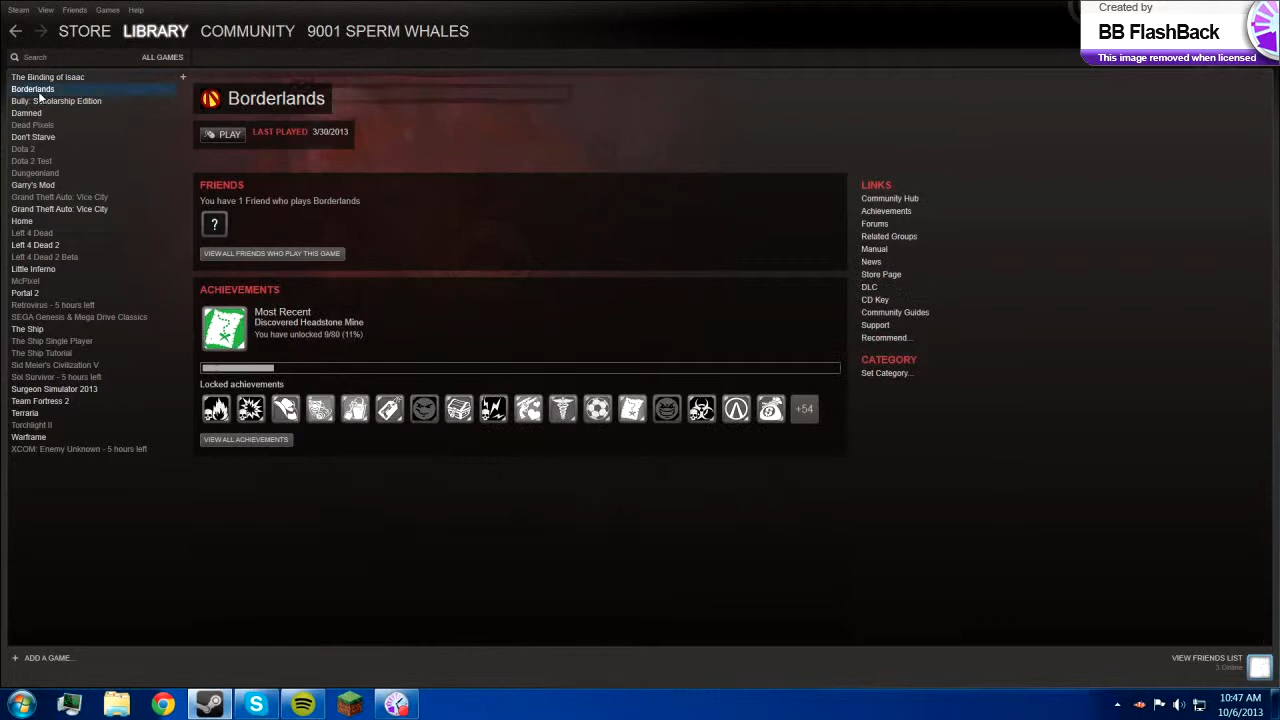 Steam View Friends Games Help
STORE LIBRARY COMMUNITY 9001 SPERM WHALES
Created by
BB FlashBack
This image removed when licensed
Search ALL GAMES
The Binding of Isaac +
Borderlands
Bully: Scholarship Edition
Damned
Dead Pixels
Don't Starve
Dota 2
Dota 2 Test
Dungeonland
Garry's Mod
Grand Theft Auto: Vice City
Grand Theft Auto: Vice City
Home
Left 4 Dead
Left 4 Dead 2
Left 4 Dead 2 Beta
Little Inferno
McPixel
Portal 2
Retrovirus - 5 hours left
SEGA Genesis & Mega Drive Classics
The Ship
The Ship Single Player
The Ship Tutorial
Sid Meier's Civilization V
Sol Survivor - 5 hours left
Surgeon Simulator 2013
Team Fortress 2
Terraria
Torchlight II
Warframe
XCOM: Enemy Unknown - 5 hours left
Borderlands
PLAY LAST PLAYED 3/30/2013
FRIENDS
You have 1 Friend who plays Borderlands
?
VIEW ALL FRIENDS WHO PLAY THIS GAME
ACHIEVEMENTS
Most Recent
Discovered Headstone Mine
You have unlocked 9/80 (11%)
Locked achievements
+54
VIEW ALL ACHIEVEMENTS
LINKS
Community Hub
Achievements
Forums
Related Groups
Manual
News
Store Page
DLC
CD Key
Community Guides
Support
Recommend...
CATEGORY
Set Category...
+ ADD A GAME...
VIEW FRIENDS LIST
3 Online
10:47 AM
10/6/2013